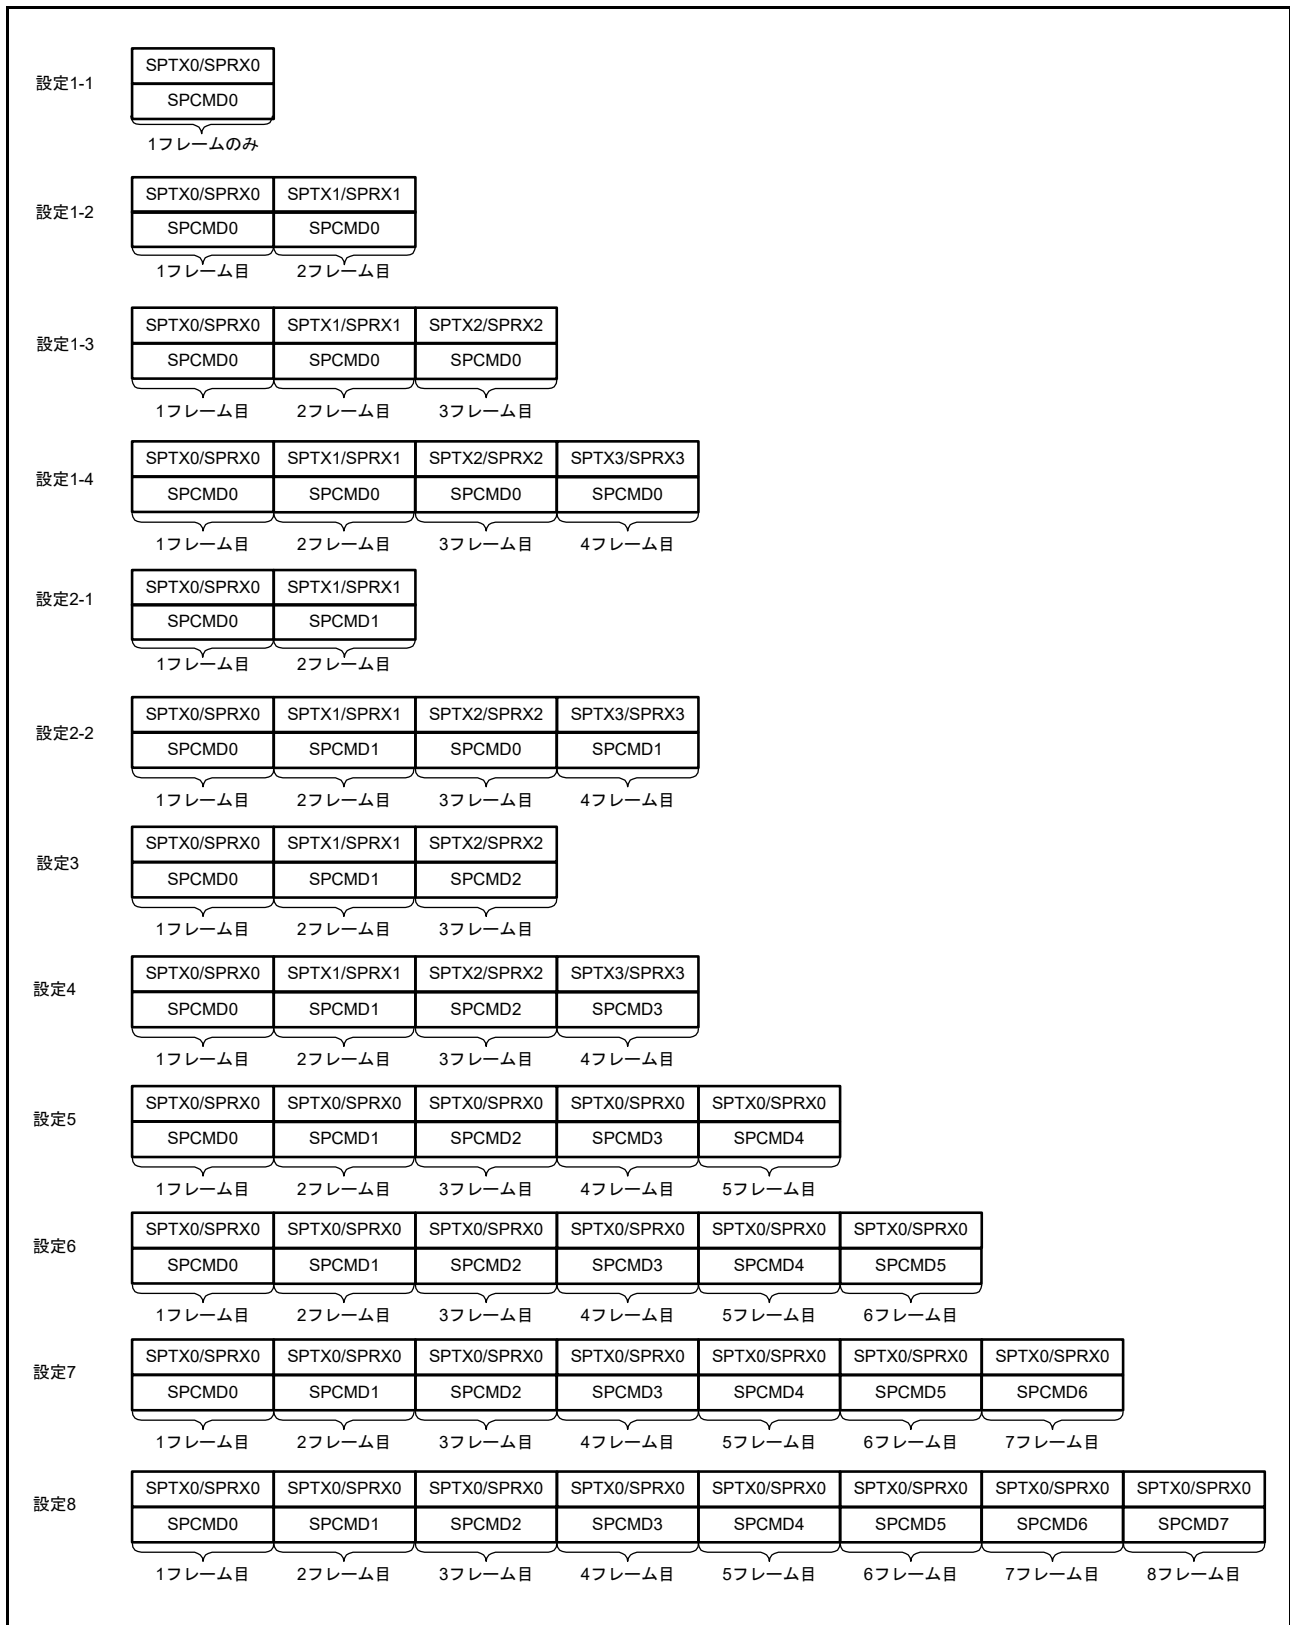 設定1-1
SPTX0/SPRX0
SPCMD0
1フレームのみ
設定1-2
SPTX0/SPRX0 SPTX1/SPRX1
SPCMD0 SPCMD0
1フレーム目 2フレーム目
設定1-3
SPTX0/SPRX0 SPTX1/SPRX1 SPTX2/SPRX2
SPCMD0 SPCMD0 SPCMD0
1フレーム目 2フレーム目 3フレーム目
設定1-4
SPTX0/SPRX0 SPTX1/SPRX1 SPTX2/SPRX2 SPTX3/SPRX3
SPCMD0 SPCMD0 SPCMD0 SPCMD0
1フレーム目 2フレーム目 3フレーム目 4フレーム目
設定2-1
SPTX0/SPRX0 SPTX1/SPRX1
SPCMD0 SPCMD1
1フレーム目 2フレーム目
設定2-2
SPTX0/SPRX0 SPTX1/SPRX1 SPTX2/SPRX2 SPTX3/SPRX3
SPCMD0 SPCMD1 SPCMD0 SPCMD1
1フレーム目 2フレーム目 3フレーム目 4フレーム目
設定3
SPTX0/SPRX0 SPTX1/SPRX1 SPTX2/SPRX2
SPCMD0 SPCMD1 SPCMD2
1フレーム目 2フレーム目 3フレーム目
設定4
SPTX0/SPRX0 SPTX1/SPRX1 SPTX2/SPRX2 SPTX3/SPRX3
SPCMD0 SPCMD1 SPCMD2 SPCMD3
1フレーム目 2フレーム目 3フレーム目 4フレーム目
設定5
SPTX0/SPRX0 SPTX0/SPRX0 SPTX0/SPRX0 SPTX0/SPRX0 SPTX0/SPRX0
SPCMD0 SPCMD1 SPCMD2 SPCMD3 SPCMD4
1フレーム目 2フレーム目 3フレーム目 4フレーム目 5フレーム目
設定6
SPTX0/SPRX0 SPTX0/SPRX0 SPTX0/SPRX0 SPTX0/SPRX0 SPTX0/SPRX0 SPTX0/SPRX0
SPCMD0 SPCMD1 SPCMD2 SPCMD3 SPCMD4 SPCMD5
1フレーム目 2フレーム目 3フレーム目 4フレーム目 5フレーム目 6フレーム目
設定7
SPTX0/SPRX0 SPTX0/SPRX0 SPTX0/SPRX0 SPTX0/SPRX0 SPTX0/SPRX0 SPTX0/SPRX0 SPTX0/SPRX0
SPCMD0 SPCMD1 SPCMD2 SPCMD3 SPCMD4 SPCMD5 SPCMD6
1フレーム目 2フレーム目 3フレーム目 4フレーム目 5フレーム目 6フレーム目 7フレーム目
設定8
SPTX0/SPRX0 SPTX0/SPRX0 SPTX0/SPRX0 SPTX0/SPRX0 SPTX0/SPRX0 SPTX0/SPRX0 SPTX0/SPRX0 SPTX0/SPRX0
SPCMD0 SPCMD1 SPCMD2 SPCMD3 SPCMD4 SPCMD5 SPCMD6 SPCMD7
1フレーム目 2フレーム目 3フレーム目 4フレーム目 5フレーム目 6フレーム目 7フレーム目 8フレーム目